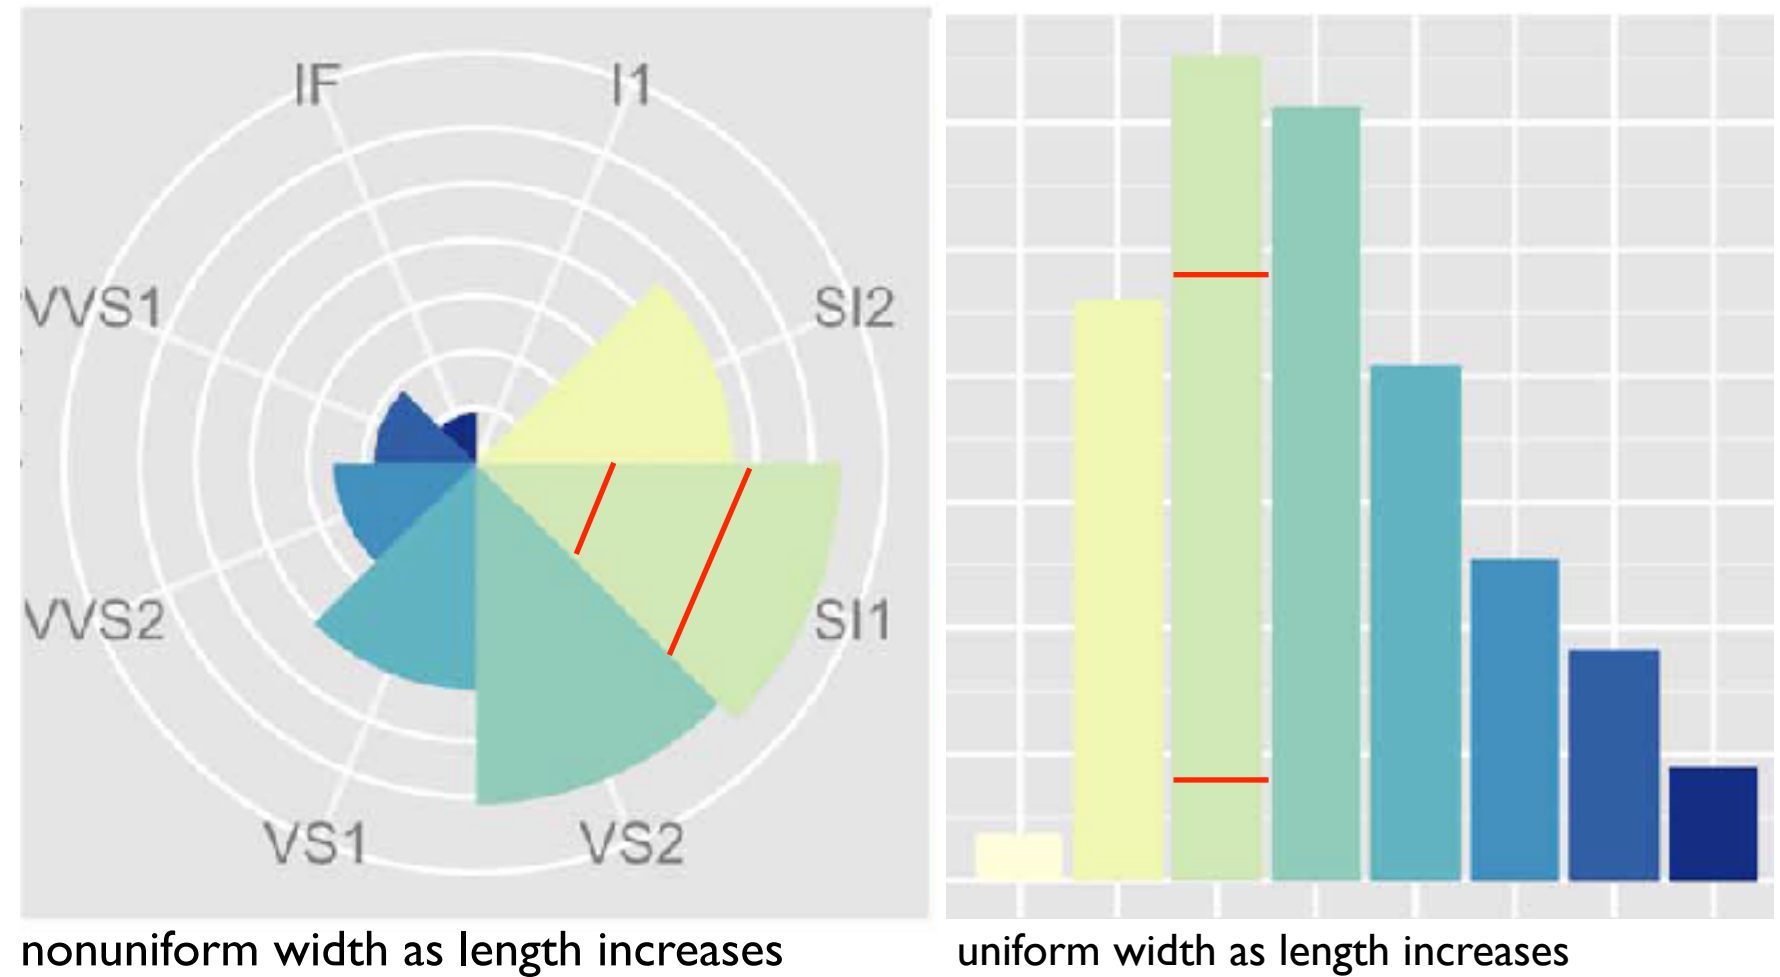 IF
I1
VVS1
SI2
VVS2
SI1
VS1
VS2
nonuniform width as length increases
uniform width as length increases